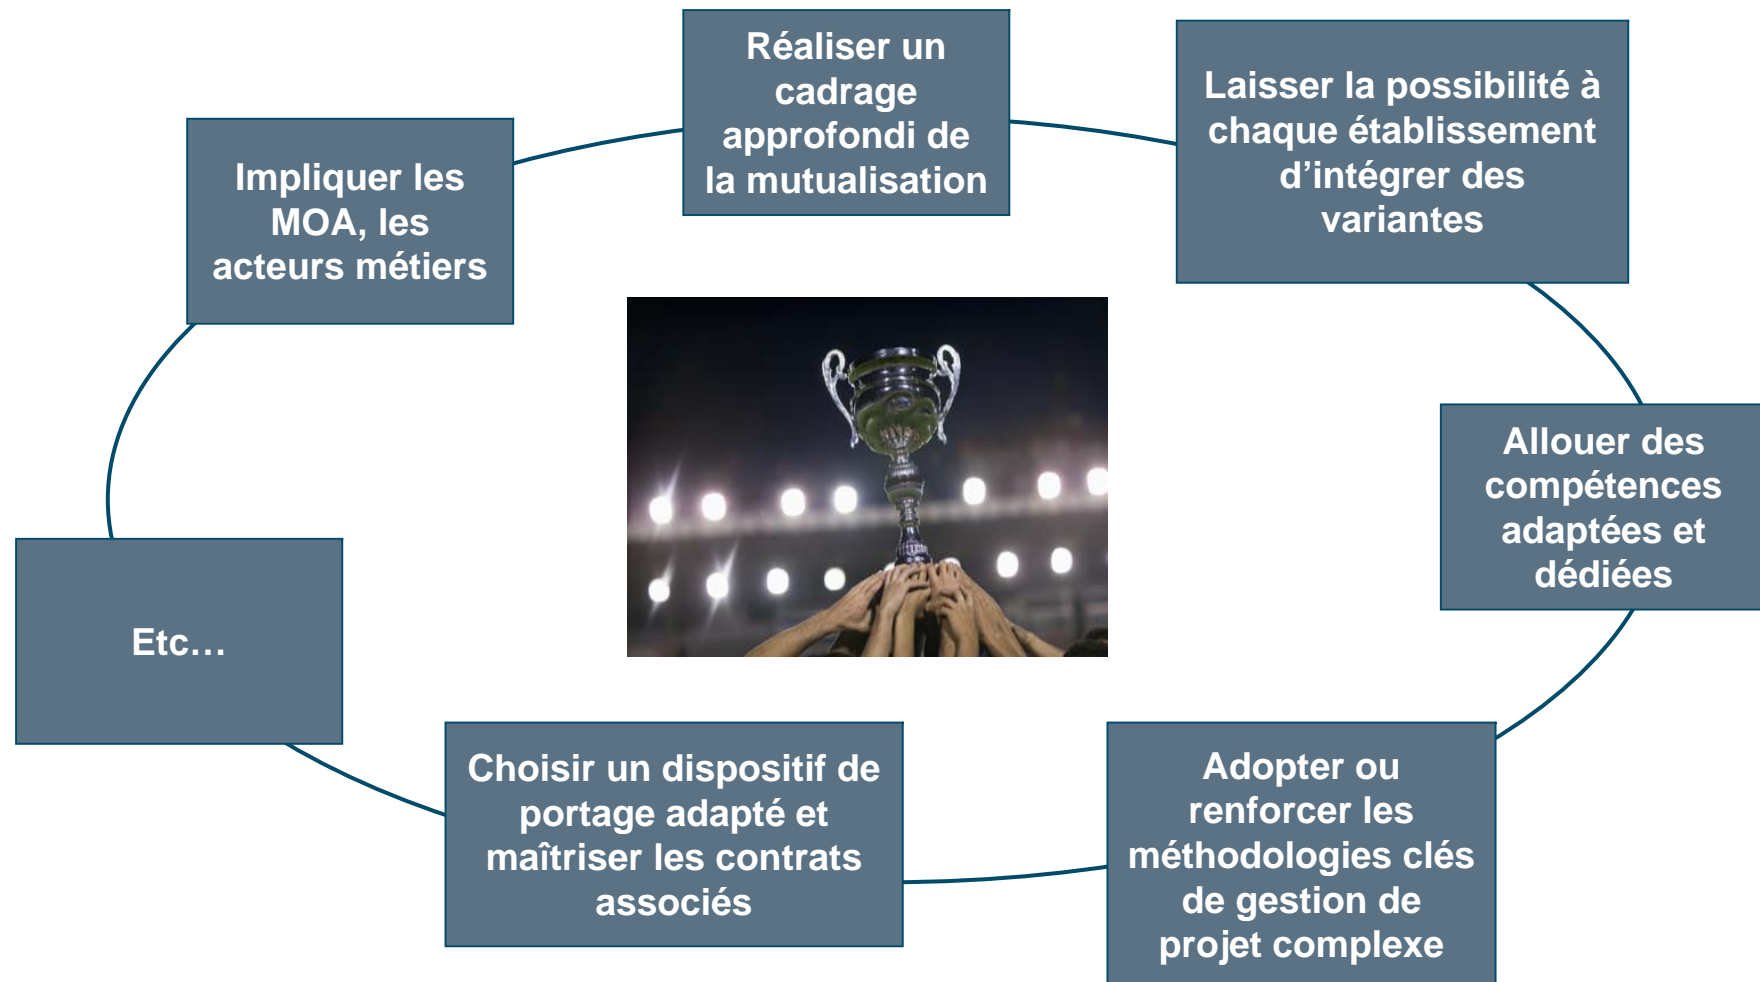 Réaliser un
cadrage
approfondi de
la mutualisation
Laisser la possibilité à
chaque établissement
d’intégrer des
variantes
Allouer des
compétences
adaptées et
dédiées
Adopter ou
renforcer les
méthodologies clés
de gestion de
projet complexe
Choisir un dispositif de
portage adapté et
maîtriser les contrats
associés
Etc…
Impliquer les
MOA, les
acteurs métiers